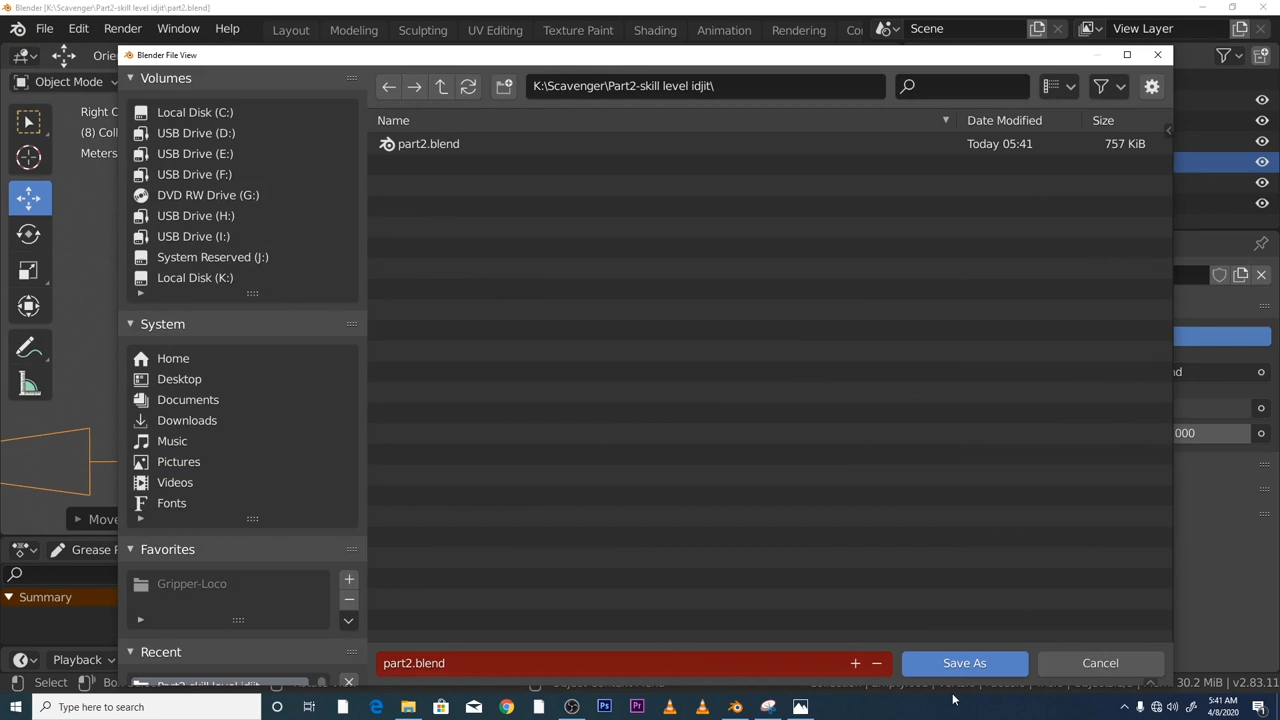 Blender [K:\Scavenger\Part2-skill level idjit\part2.blend]
File Edit Render Window Help
Layout Modeling Sculpting UV Editing Texture Paint Shading Animation Rendering
Scene
View Layer
Blender File View
Object Mode
Right O
(8) Coll
Meters
Volumes
Local Disk (C:)
USB Drive (D:)
USB Drive (E:)
USB Drive (F:)
DVD RW Drive (G:)
USB Drive (H:)
USB Drive (I:)
System Reserved (J:)
Local Disk (K:)
System
Home
Desktop
Documents
Downloads
Music
Pictures
Videos
Fonts
Favorites
Gripper-Loco
Recent
Part2-skill level idjit
K:\Scavenger\Part2-skill level idjit\
Name Date Modified Size
part2.blend Today 05:41 757 KiB
part2.blend
Save As Cancel
000
Move
Grease P
Summary
Playback
Select
30.2 MiB | v2.83.11
Type here to search
5:41 AM
4/8/2020